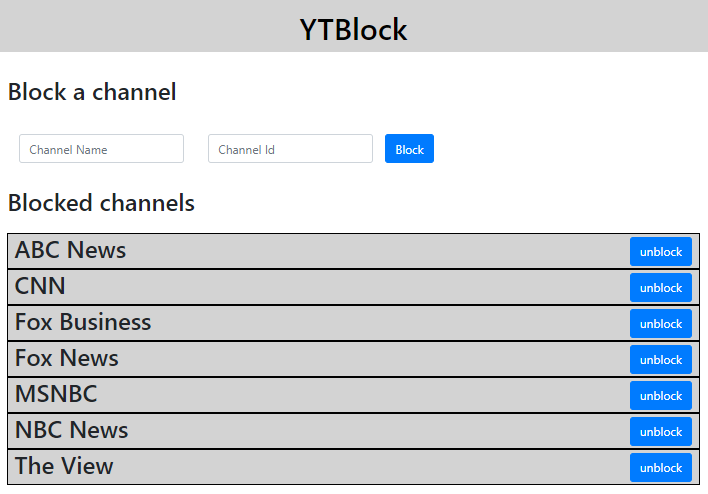 YTBlock
Block a channel
Channel Name Channel Id Block
Blocked channels
ABC News unblock
CNN unblock
Fox Business unblock
Fox News unblock
MSNBC unblock
NBC News unblock
The View unblock